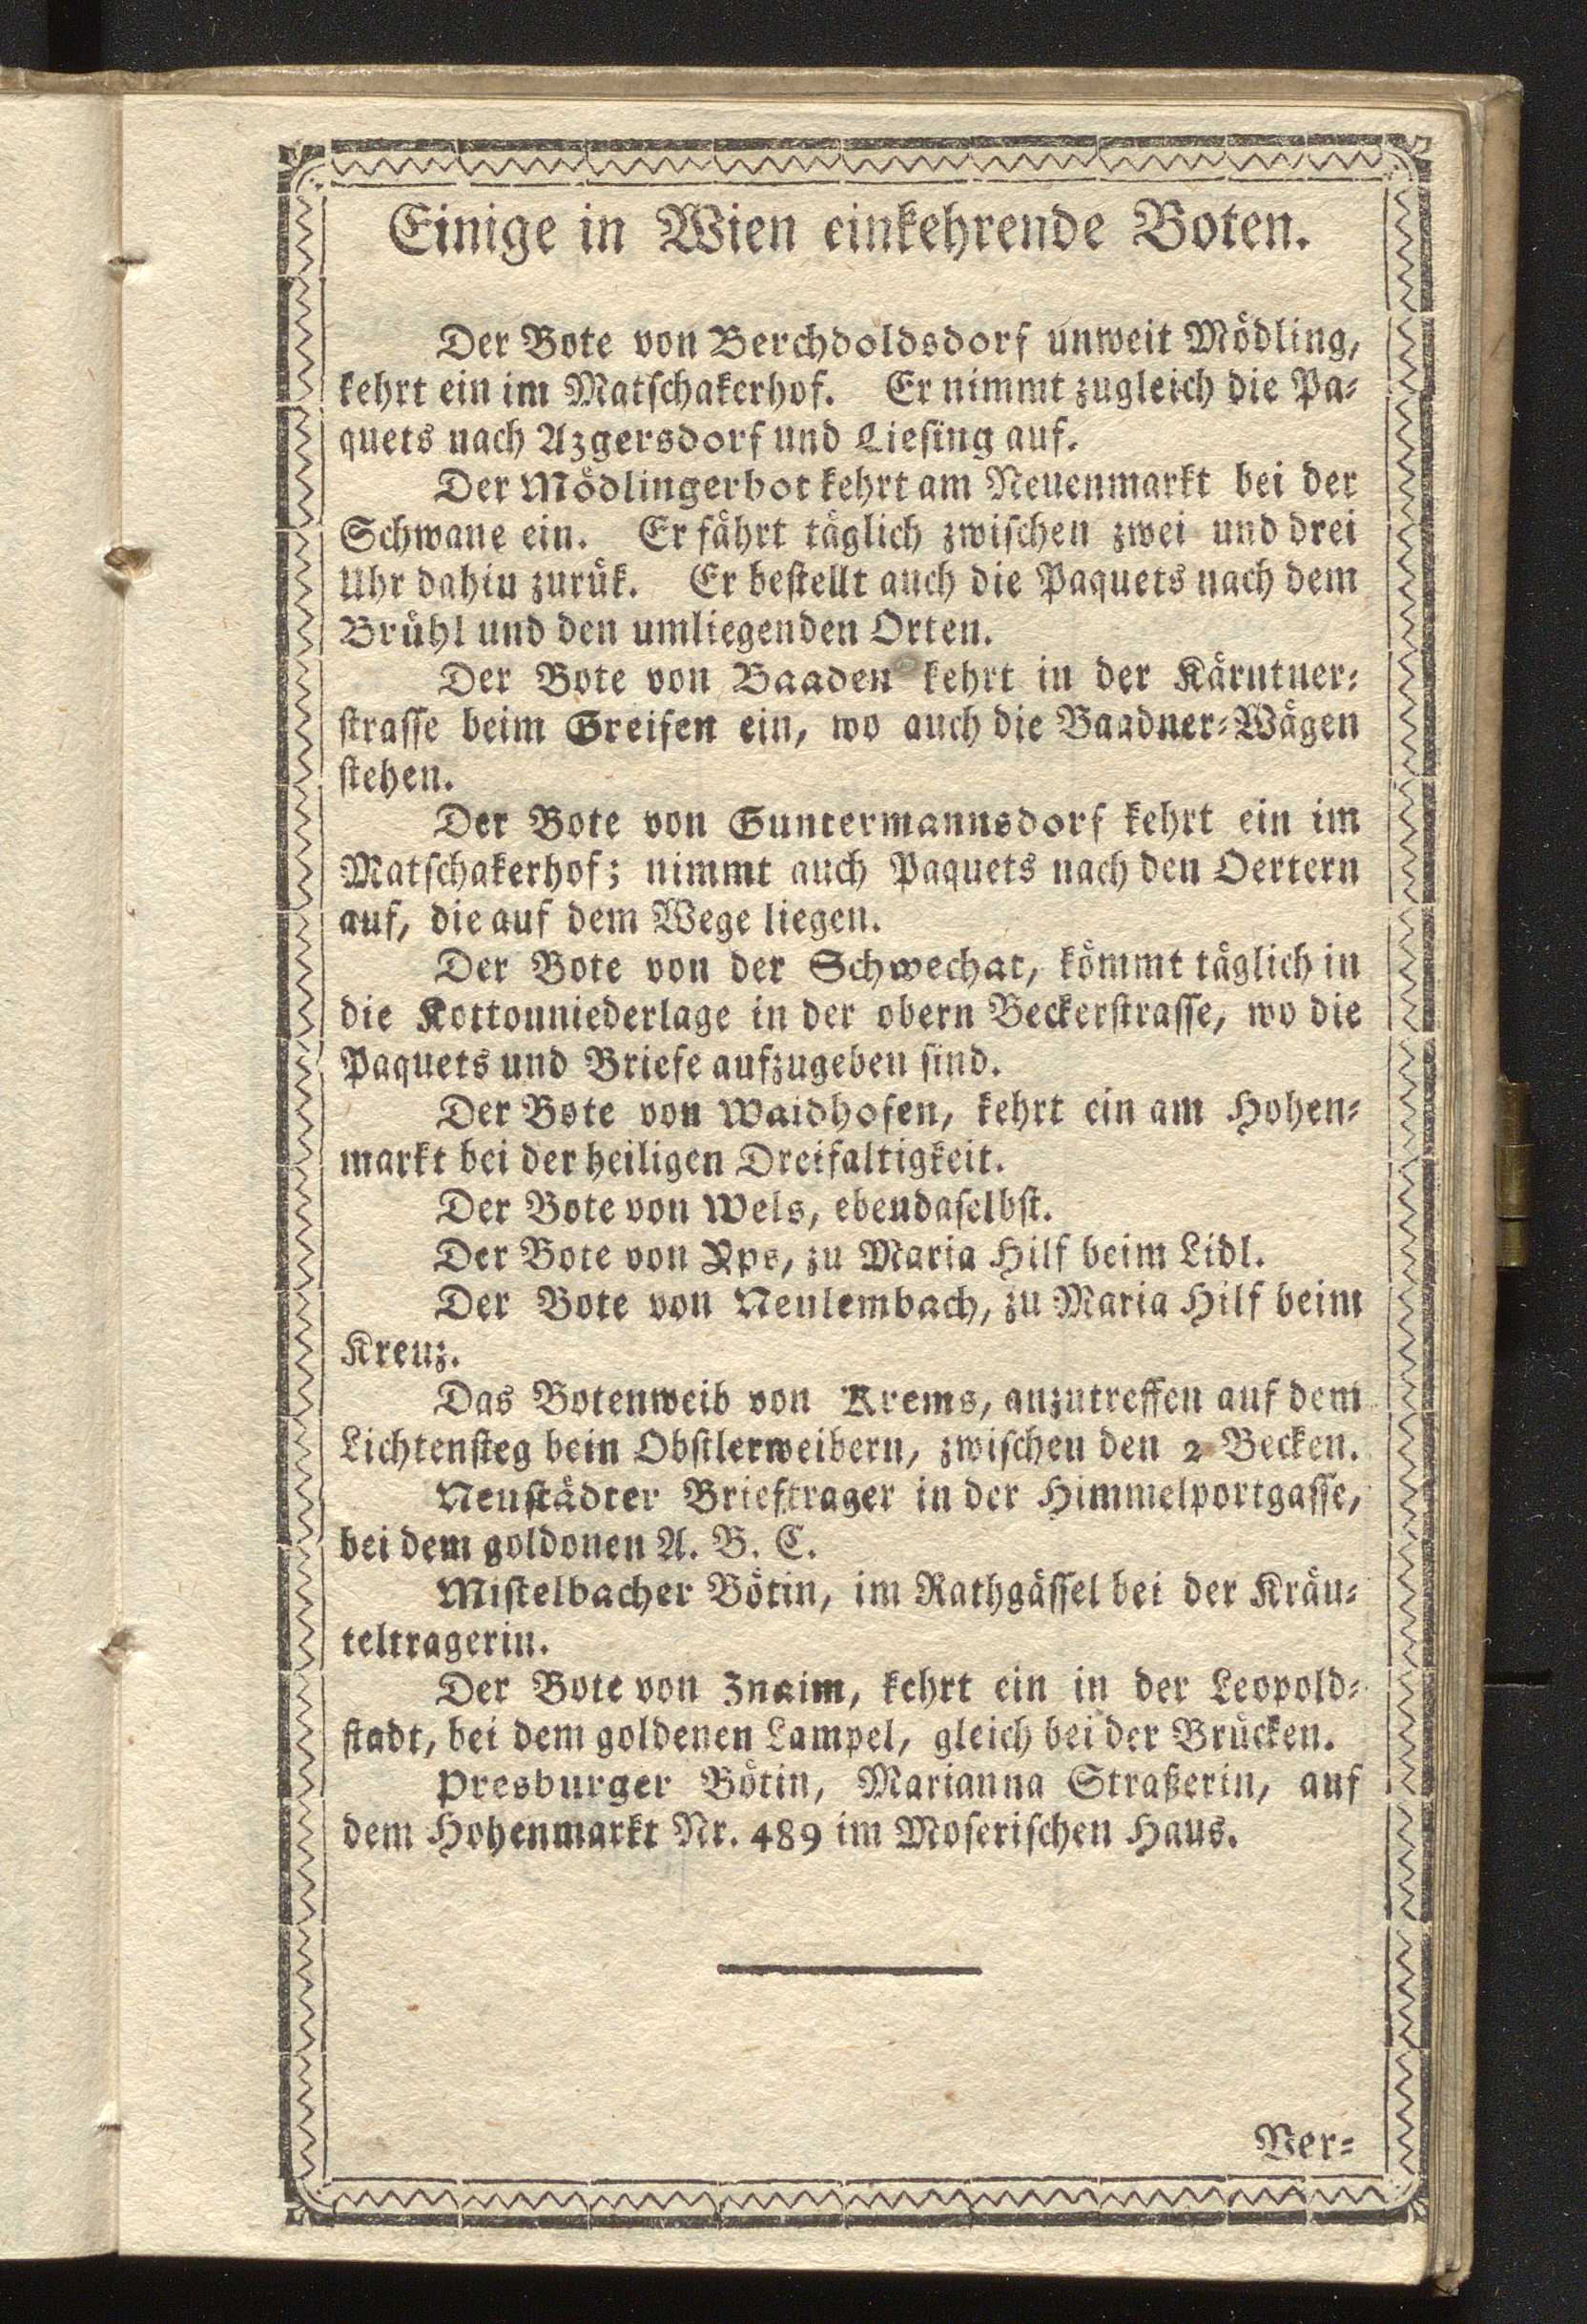 Einige in Wien einkehrende Boten.
Der Bote von Berchdoldsdorf unweit Mödling,
kehrt ein im Matschakerhof. Er nimmt zugleich die Pa-
quets nach Azgersdorf und Liesing auf.
Der Mödlingerbot kehrt am Neuenmarkt bei der
Schwane ein. Er fährt täglich zwischen zwei und drei
Uhr dahin zurük. Er bestellt auch die Paquets nach dem
Brühl und den umliegenden Orten.
Der Bote von Baaden kehrt in der Kärntner-
strasse beim Greifen ein, wo auch die Baadner-Wägen
stehen.
Der Bote von Guntermannsdorf kehrt ein im
Matschakerhof; nimmt auch Paquets nach den Oertern
auf, die auf dem Wege liegen.
Der Bote von der Schwechat, kömmt täglich in
die Kottonniederlage in der obern Beckerstrasse, wo die
Paquets und Briefe aufzugeben sind.
Der Bote von Waidhofen, kehrt ein am Hohen-
markt bei der heiligen Dreifaltigkeit.
Der Bote von Wels, ebendaselbst.
Der Bote von Yps, zu Maria Hilf beim Lidl.
Der Bote von Neulembach, zu Maria Hilf beim
Kreuz.
Das Botenweib von Krems, anzutreffen auf dem
Lichtensteg bein Obstlerweibern, zwischen den 2 Becken.
Neustädter Brieftrager in der Himmelportgasse,
bei dem goldonen A. B. C.
Mistelbacher Bötin, im Rathgässel bei der Kräu-
teltragerin.
Der Bote von Znaim, kehrt ein in der Leopold-
stadt, bei dem goldenen Lampel, gleich bei der Brücken.
Presburger Bötin, Marianna Straßerin, auf
dem Hohenmarkt Nr. 489 im Moserischen Haus.
Ver-